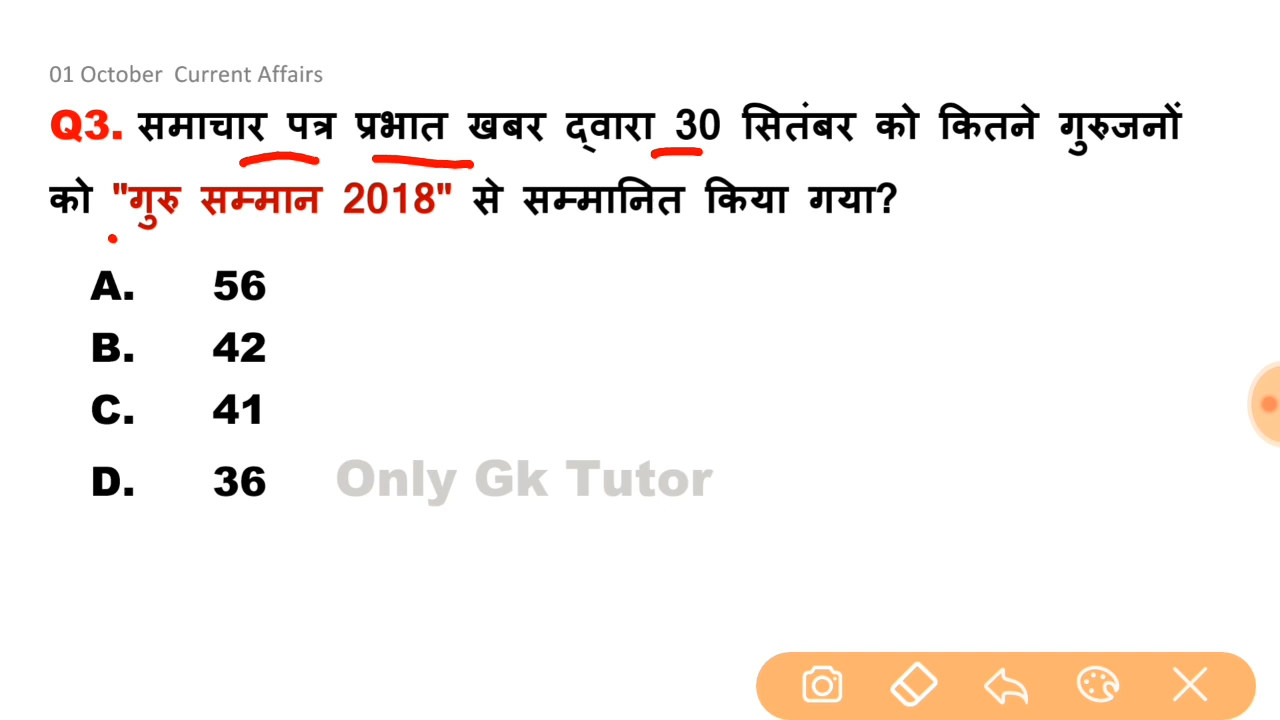 01 October Current Affairs
Q3. समाचार पत्र प्रभात खबर द्वारा 30 सितंबर को कितने गुरुजनों
को "गुरु सम्मान 2018" से सम्मानित किया गया?
A. 56
B. 42
C. 41
D. 36
Only Gk Tutor